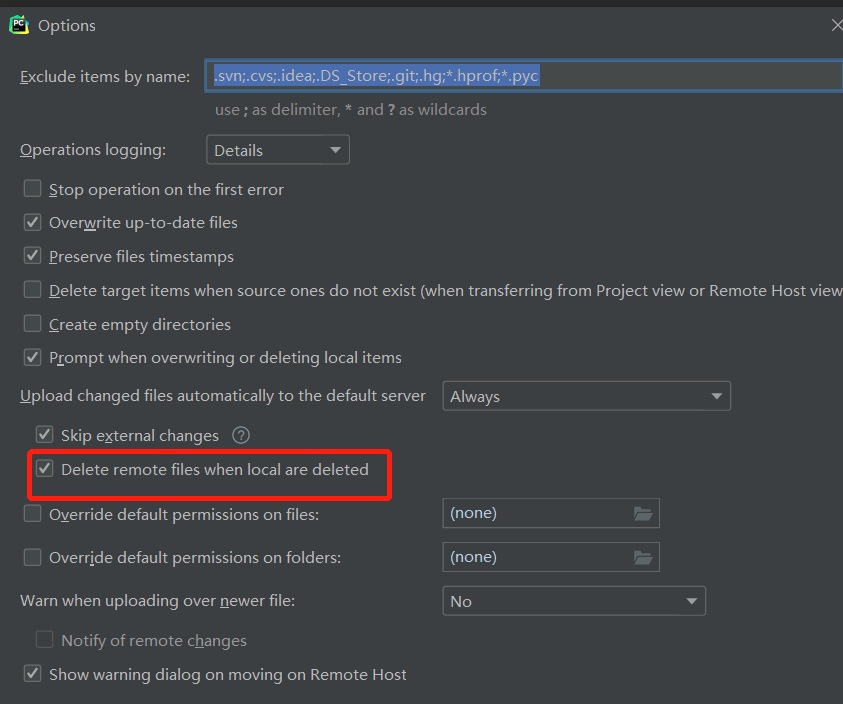 PC
Options
Exclude items by name: .svn;.cvs;.idea;.DS_Store;.git;.hg;*.hprof;*.pyc
use ; as delimiter, * and ? as wildcards
Operations logging: Details
Stop operation on the first error
Overwrite up-to-date files
Preserve files timestamps
Delete target items when source ones do not exist (when transferring from Project view or Remote Host view
Create empty directories
Prompt when overwriting or deleting local items
Upload changed files automatically to the default server Always
Skip external changes ?
Delete remote files when local are deleted
Override default permissions on files: (none)
Override default permissions on folders: (none)
Warn when uploading over newer file: No
Notify of remote changes
Show warning dialog on moving on Remote Host